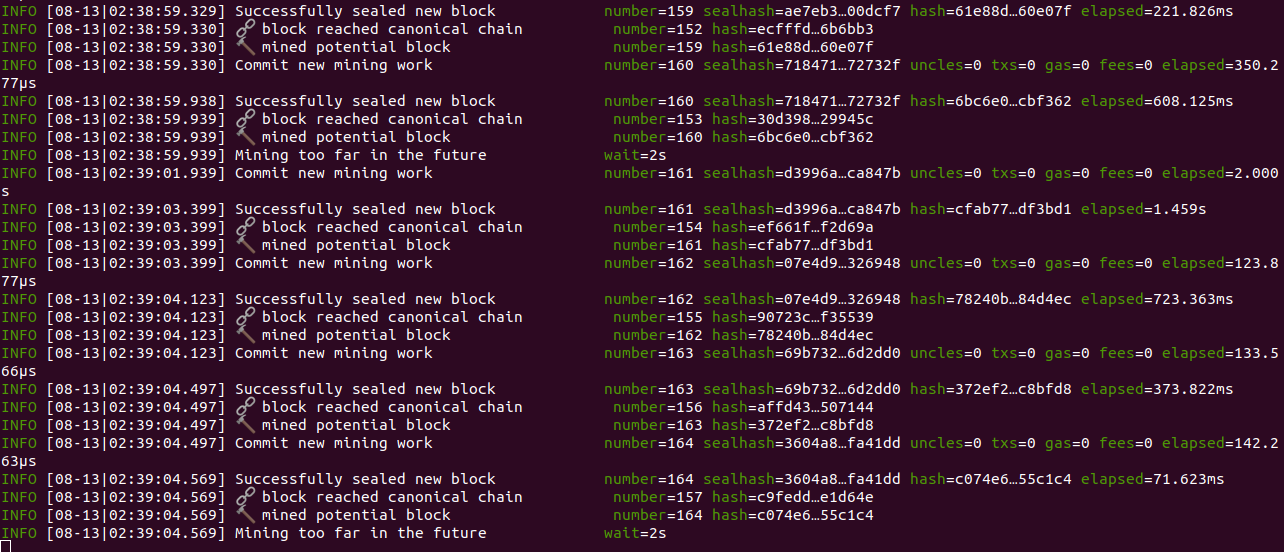 INFO [08-13|02:38:59.329] Successfully sealed new block number=159 sealhash=ae7eb3…00dcf7 hash=61e88d…60e07f elapsed=221.826ms
INFO [08-13|02:38:59.330] 🔗 block reached canonical chain number=152 hash=ecfffd…6b6bb3
INFO [08-13|02:38:59.330] 🔨 mined potential block number=159 hash=61e88d…60e07f
INFO [08-13|02:38:59.330] Commit new mining work number=160 sealhash=718471…72732f uncles=0 txs=0 gas=0 fees=0 elapsed=350.2
77µs
INFO [08-13|02:38:59.938] Successfully sealed new block number=160 sealhash=718471…72732f hash=6bc6e0…cbf362 elapsed=608.125ms
INFO [08-13|02:38:59.939] 🔗 block reached canonical chain number=153 hash=30d398…29945c
INFO [08-13|02:38:59.939] 🔨 mined potential block number=160 hash=6bc6e0…cbf362
INFO [08-13|02:38:59.939] Mining too far in the future wait=2s
INFO [08-13|02:39:01.939] Commit new mining work number=161 sealhash=d3996a…ca847b uncles=0 txs=0 gas=0 fees=0 elapsed=2.000
s
INFO [08-13|02:39:03.399] Successfully sealed new block number=161 sealhash=d3996a…ca847b hash=cfab77…df3bd1 elapsed=1.459s
INFO [08-13|02:39:03.399] 🔗 block reached canonical chain number=154 hash=ef661f…f2d69a
INFO [08-13|02:39:03.399] 🔨 mined potential block number=161 hash=cfab77…df3bd1
INFO [08-13|02:39:03.399] Commit new mining work number=162 sealhash=07e4d9…326948 uncles=0 txs=0 gas=0 fees=0 elapsed=123.8
77µs
INFO [08-13|02:39:04.123] Successfully sealed new block number=162 sealhash=07e4d9…326948 hash=78240b…84d4ec elapsed=723.363ms
INFO [08-13|02:39:04.123] 🔗 block reached canonical chain number=155 hash=90723c…f35539
INFO [08-13|02:39:04.123] 🔨 mined potential block number=162 hash=78240b…84d4ec
INFO [08-13|02:39:04.123] Commit new mining work number=163 sealhash=69b732…6d2dd0 uncles=0 txs=0 gas=0 fees=0 elapsed=133.5
66µs
INFO [08-13|02:39:04.497] Successfully sealed new block number=163 sealhash=69b732…6d2dd0 hash=372ef2…c8bfd8 elapsed=373.822ms
INFO [08-13|02:39:04.497] 🔗 block reached canonical chain number=156 hash=affd43…507144
INFO [08-13|02:39:04.497] 🔨 mined potential block number=163 hash=372ef2…c8bfd8
INFO [08-13|02:39:04.497] Commit new mining work number=164 sealhash=3604a8…fa41dd uncles=0 txs=0 gas=0 fees=0 elapsed=142.2
63µs
INFO [08-13|02:39:04.569] Successfully sealed new block number=164 sealhash=3604a8…fa41dd hash=c074e6…55c1c4 elapsed=71.623ms
INFO [08-13|02:39:04.569] 🔗 block reached canonical chain number=157 hash=c9fedd…e1d64e
INFO [08-13|02:39:04.569] 🔨 mined potential block number=164 hash=c074e6…55c1c4
INFO [08-13|02:39:04.569] Mining too far in the future wait=2s